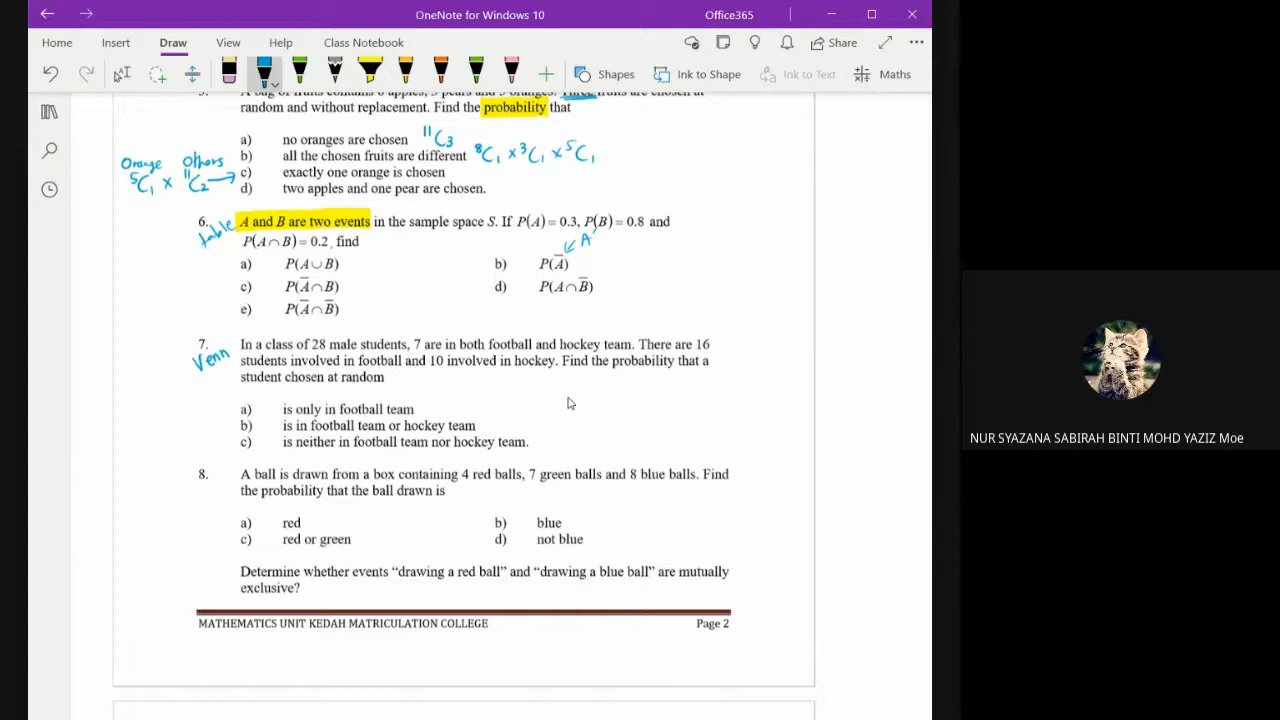 OneNote for Windows 10
Office365
Home
Insert
Draw
View
Help
Class Notebook
Share
Shapes
Ink to Shape
Ink to Text
Maths
random and without replacement. Find the probability that
a) no oranges are chosen ¹¹C₃
b) all the chosen fruits are different ⁸C₁ × ³C₁ × ⁵C₁
Orange Others
⁵C₁ × ¹¹C₂ →
c) exactly one orange is chosen
d) two apples and one pear are chosen.
table
6. A and B are two events in the sample space S. If P(A) = 0.3, P(B) = 0.8 and
P(A∩B) = 0.2, find
A'
a) P(A∪B) b) P(A̅)
c) P(A̅∩B) d) P(A∩B̅)
e) P(A̅∩B̅)
Venn
7. In a class of 28 male students, 7 are in both football and hockey team. There are 16
students involved in football and 10 involved in hockey. Find the probability that a
student chosen at random
a) is only in football team
b) is in football team or hockey team
c) is neither in football team nor hockey team.
8. A ball is drawn from a box containing 4 red balls, 7 green balls and 8 blue balls. Find
the probability that the ball drawn is
a) red b) blue
c) red or green d) not blue
Determine whether events “drawing a red ball” and “drawing a blue ball” are mutually
exclusive?
MATHEMATICS UNIT KEDAH MATRICULATION COLLEGE Page 2
NUR SYAZANA SABIRAH BINTI MOHD YAZIZ Moe